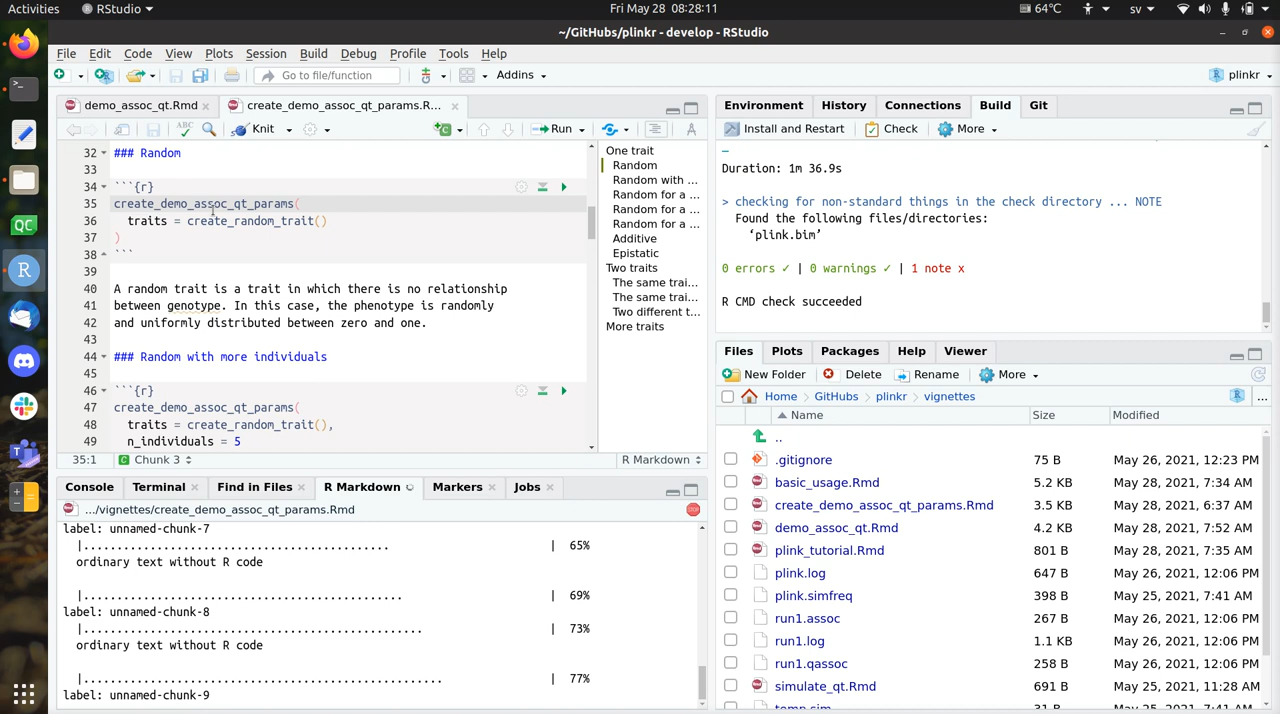 Activities
RStudio
Fri May 28 08:28:11
64℃
sv
~/GitHubs/plinkr - develop - RStudio
File Edit Code View Plots Session Build Debug Profile Tools Help
Go to file/function
Addins
plinkr
demo_assoc_qt.Rmd
create_demo_assoc_qt_params.R...
ABC
Knit
Run
32 ### Random
33
34 ```{r}
35 create_demo_assoc_qt_params(
36 traits = create_random_trait()
37 )
38 ```
39
40 A random trait is a trait in which there is no relationship
41 between genotype. In this case, the phenotype is randomly
42 and uniformly distributed between zero and one.
43
44 ### Random with more individuals
45
46 ```{r}
47 create_demo_assoc_qt_params(
48 traits = create_random_trait(),
49 n_individuals = 5
35:1
Chunk 3
R Markdown
One trait
Random
Random with ...
Random for a ...
Random for a ...
Random for a ...
Additive
Epistatic
Two traits
The same trai...
The same trai...
Two different t...
More traits
Console Terminal Find in Files R Markdown Markers Jobs
.../vignettes/create_demo_assoc_qt_params.Rmd
label: unnamed-chunk-7
|............................................... | 65%
ordinary text without R code
|................................................. | 69%
label: unnamed-chunk-8
|.................................................... | 73%
ordinary text without R code
|....................................................... | 77%
label: unnamed-chunk-9
Environment History Connections Build Git
Install and Restart
Check
More
─
Duration: 1m 36.9s
> checking for non-standard things in the check directory ... NOTE
Found the following files/directories:
‘plink.bim’
0 errors ✓ | 0 warnings ✓ | 1 note x
R CMD check succeeded
Files Plots Packages Help Viewer
New Folder
Delete
Rename
More
Home
GitHubs
plinkr
vignettes
...
Name Size Modified
..
.gitignore 75 B May 26, 2021, 12:23 PM
basic_usage.Rmd 5.2 KB May 28, 2021, 7:34 AM
create_demo_assoc_qt_params.Rmd 3.5 KB May 28, 2021, 6:37 AM
demo_assoc_qt.Rmd 4.2 KB May 28, 2021, 7:52 AM
plink_tutorial.Rmd 801 B May 28, 2021, 7:35 AM
plink.log 647 B May 26, 2021, 12:06 PM
plink.simfreq 398 B May 25, 2021, 7:41 AM
run1.assoc 267 B May 26, 2021, 12:06 PM
run1.log 1.1 KB May 26, 2021, 12:06 PM
run1.qassoc 258 B May 26, 2021, 12:06 PM
simulate_qt.Rmd 691 B May 25, 2021, 11:28 AM
temp.sim 31 B May 25, 2021, 7:41 AM
QC
R